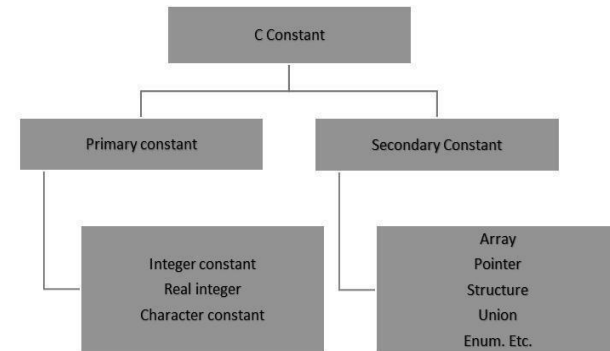 C Constant
Primary constant
Secondary Constant
Integer constant
Real integer
Character constant
Array
Pointer
Structure
Union
Enum. Etc.